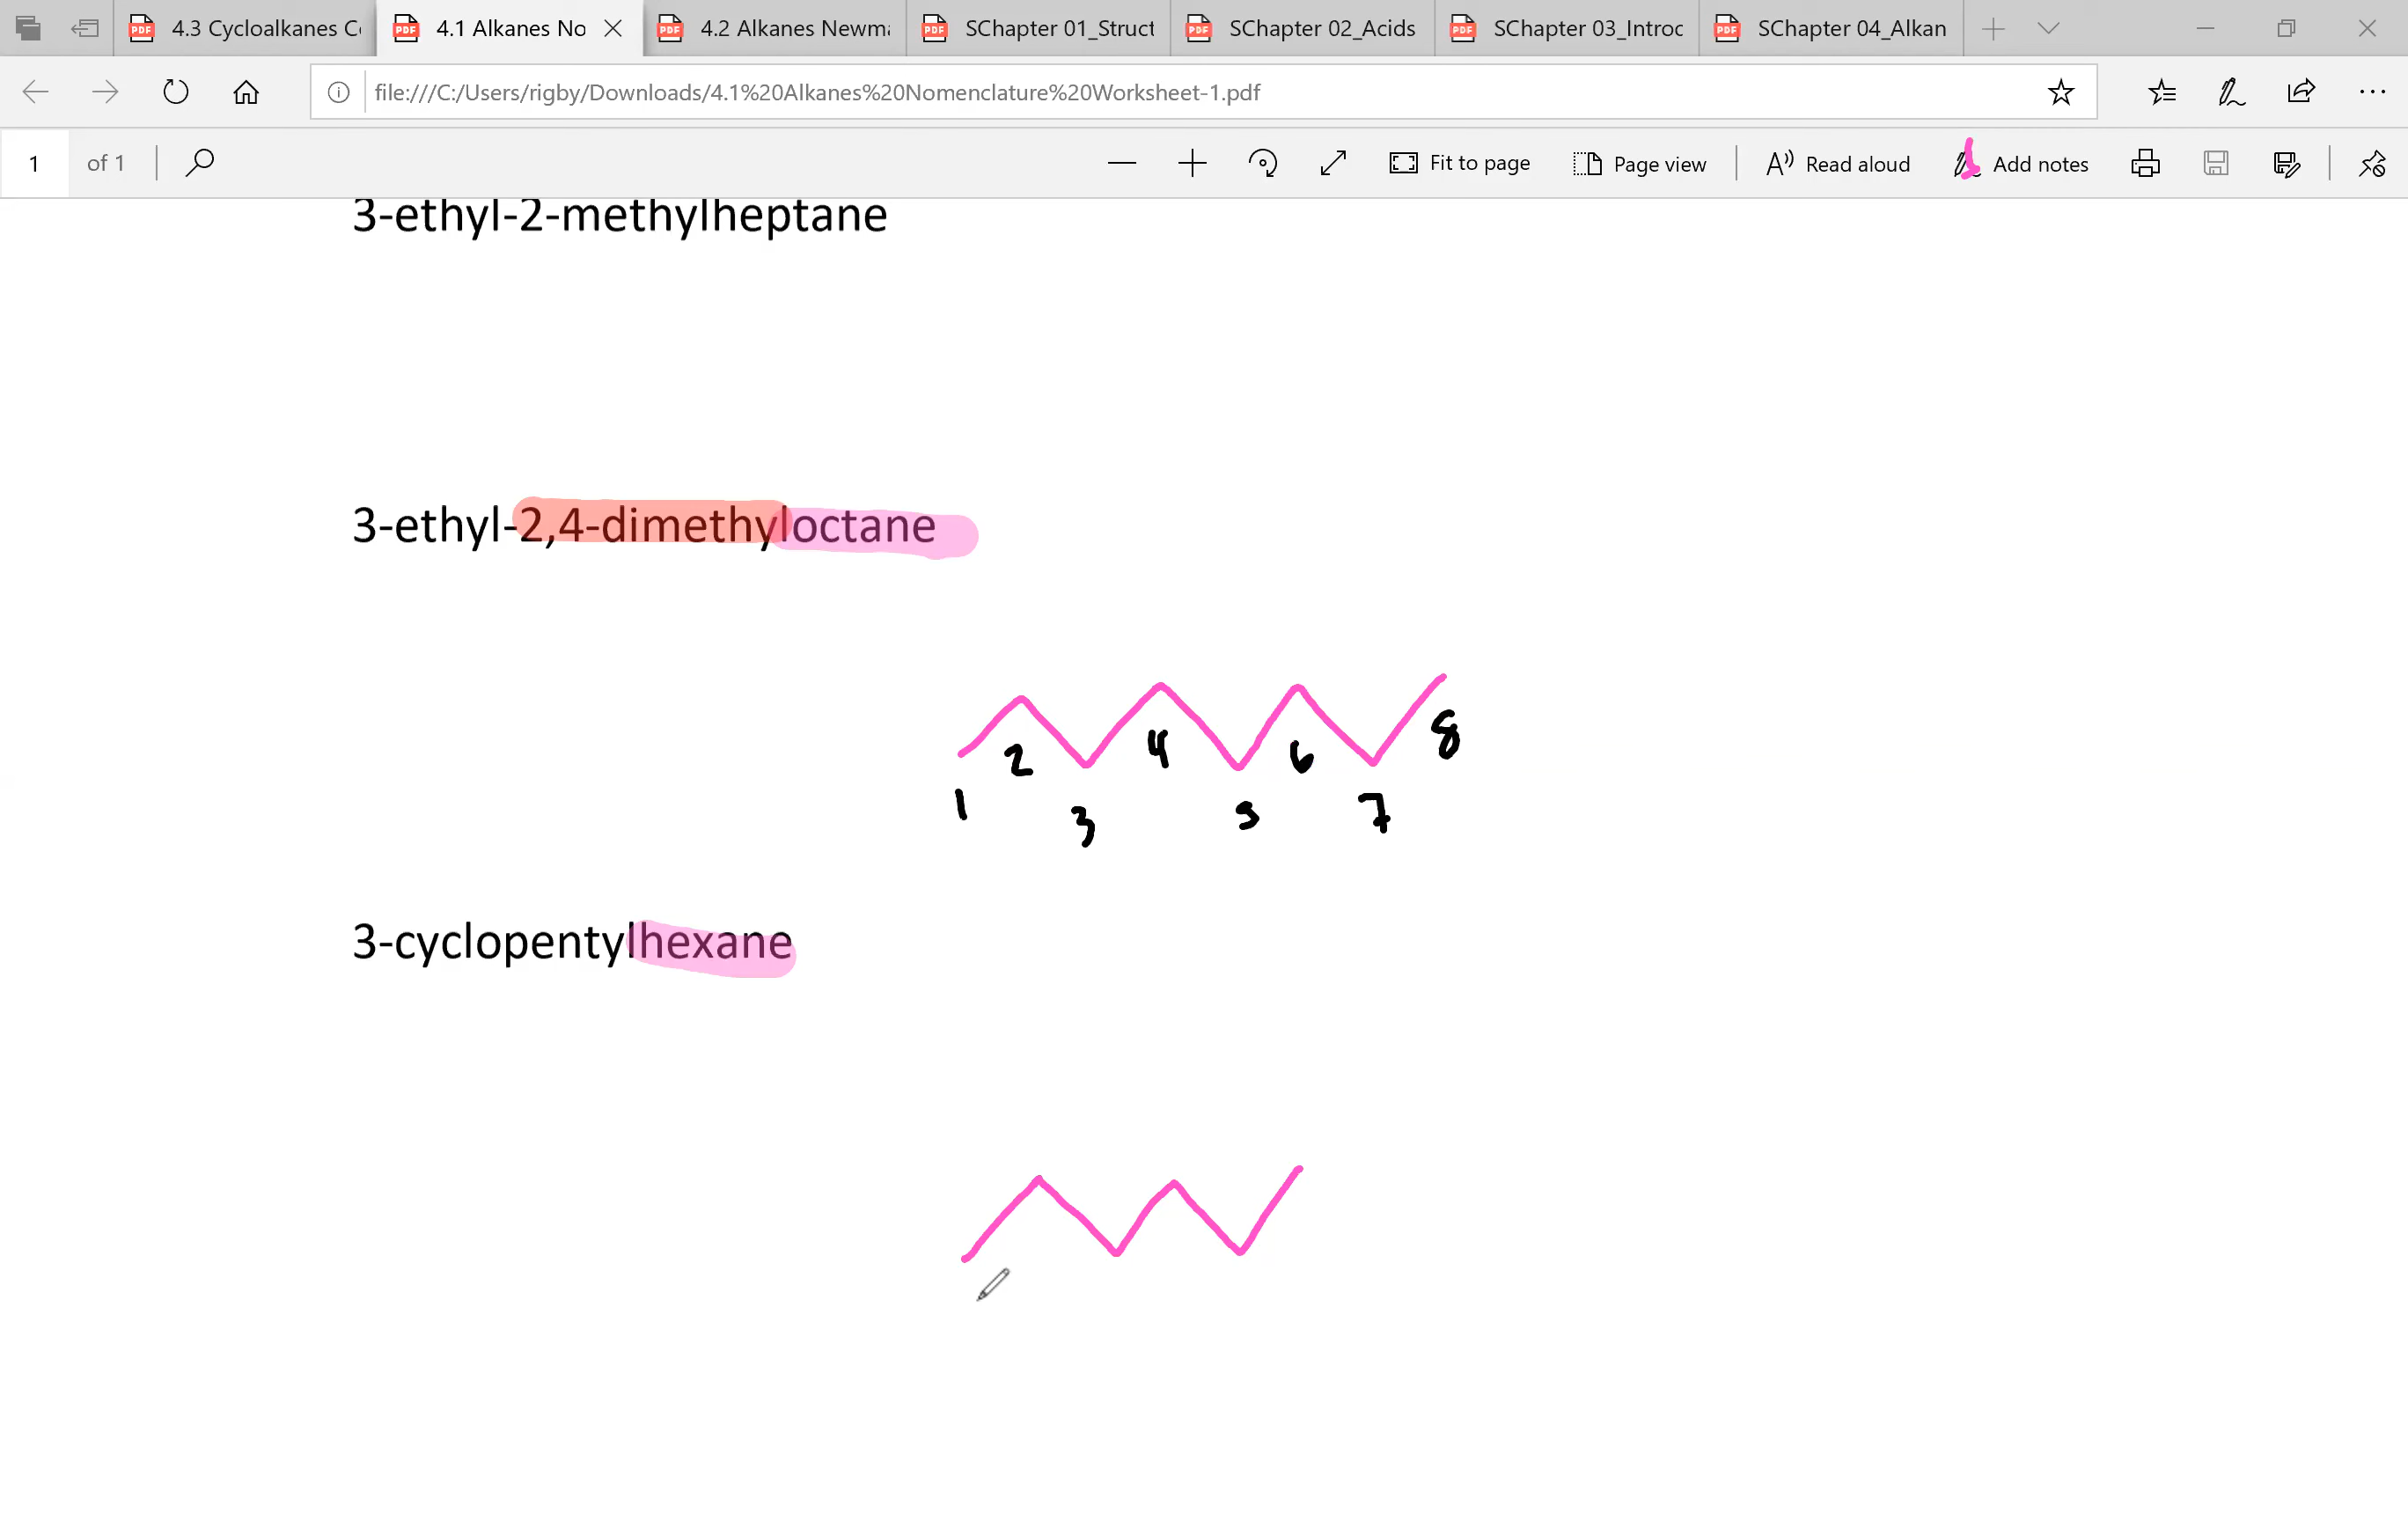 4.3 Cycloalkanes C
4.1 Alkanes No
4.2 Alkanes Newm
SChapter 01_Struct
SChapter 02_Acids
SChapter 03_Introc
SChapter 04_Alkan
file:///C:/Users/rigby/Downloads/4.1%20Alkanes%20Nomenclature%20Worksheet-1.pdf
1 of 1
Fit to page
Page view
Read aloud
Add notes
3-ethyl-2-methylheptane
3-ethyl-2,4-dimethyloctane
1 2 3 4 5 6 7 8
3-cyclopentylhexane